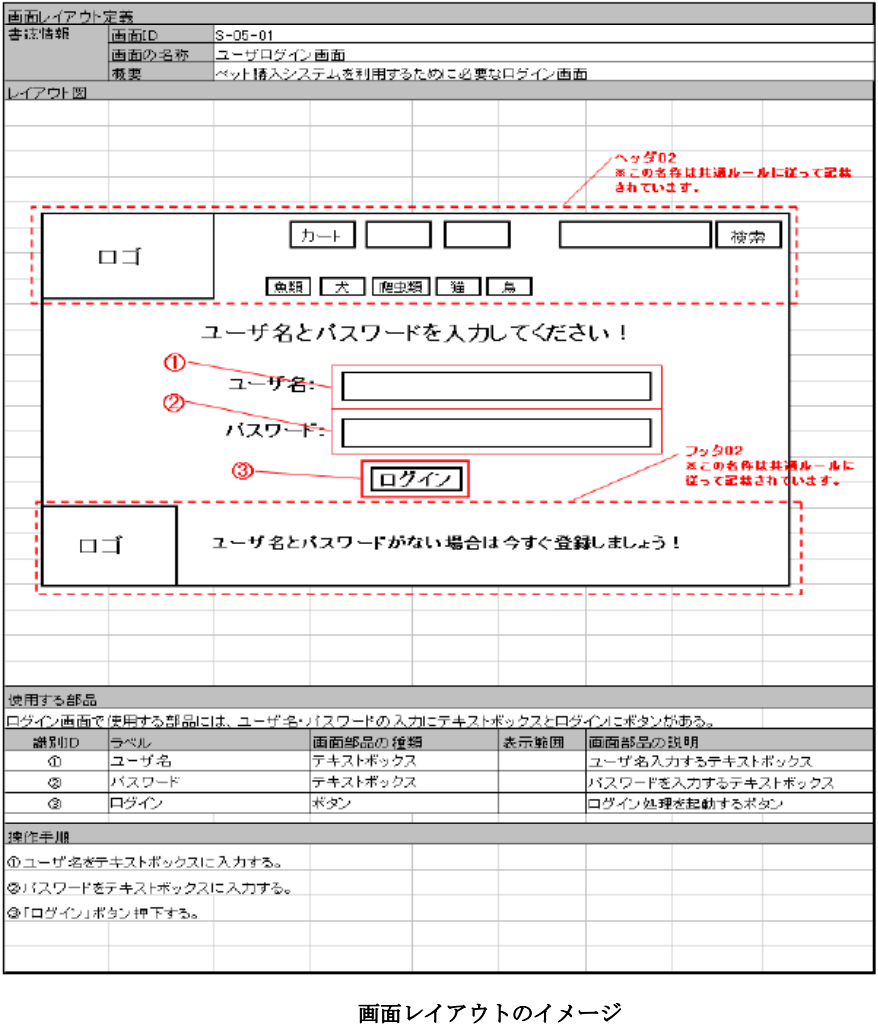 画面レイアウト定義
書誌情報 画面ID S-05-01
画面の名称 ユーザログイン画面
概要 ペット購入システムを利用するために必要なログイン画面
レイアウト図
ヘッダ02
※この名称は共通ルールに従って記載
されています。
ロゴ カート 検索
魚類 犬 爬虫類 猫 鳥
ユーザ名とパスワードを入力してください！
① ユーザ名：
② パスワード：
③ ログイン
フッダ02
※この名称は共通ルールに
従って記載されています。
ロゴ ユーザ名とパスワードがない場合は今すぐ登録しましょう！
使用する部品
ログイン画面で使用する部品には、ユーザ名・パスワードの入力にテキストボックスとログインにボタンがある。
識別ID ラベル 画面部品の種類 表示範囲 画面部品の説明
① ユーザ名 テキストボックス ユーザ名入力するテキストボックス
② パスワード テキストボックス パスワードを入力するテキストボックス
③ ログイン ボタン ログイン処理を起動するボタン
操作手順
①ユーザ名をテキストボックスに入力する。
②パスワードをテキストボックスに入力する。
③「ログイン」ボタン押下する。
画面レイアウトのイメージ